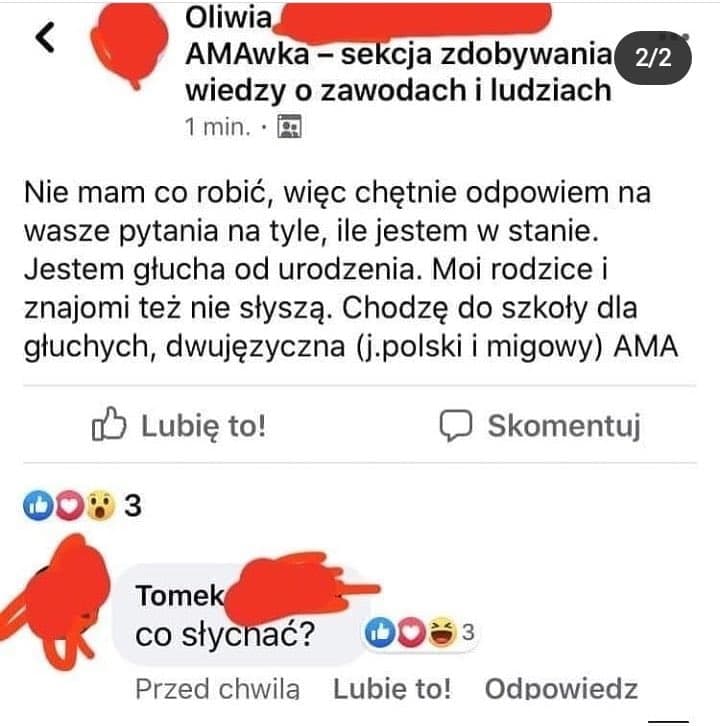 Oliwia
AMAwka – sekcja zdobywania
wiedzy o zawodach i ludziach
2/2
1 min. ·
Nie mam co robić, więc chętnie odpowiem na
wasze pytania na tyle, ile jestem w stanie.
Jestem głucha od urodzenia. Moi rodzice i
znajomi też nie słyszą. Chodzę do szkoły dla
głuchych, dwujęzyczna (j.polski i migowy) AMA
Lubię to! Skomentuj
3
Tomek
co słychać?
3
Przed chwilą Lubię to! Odpowiedz